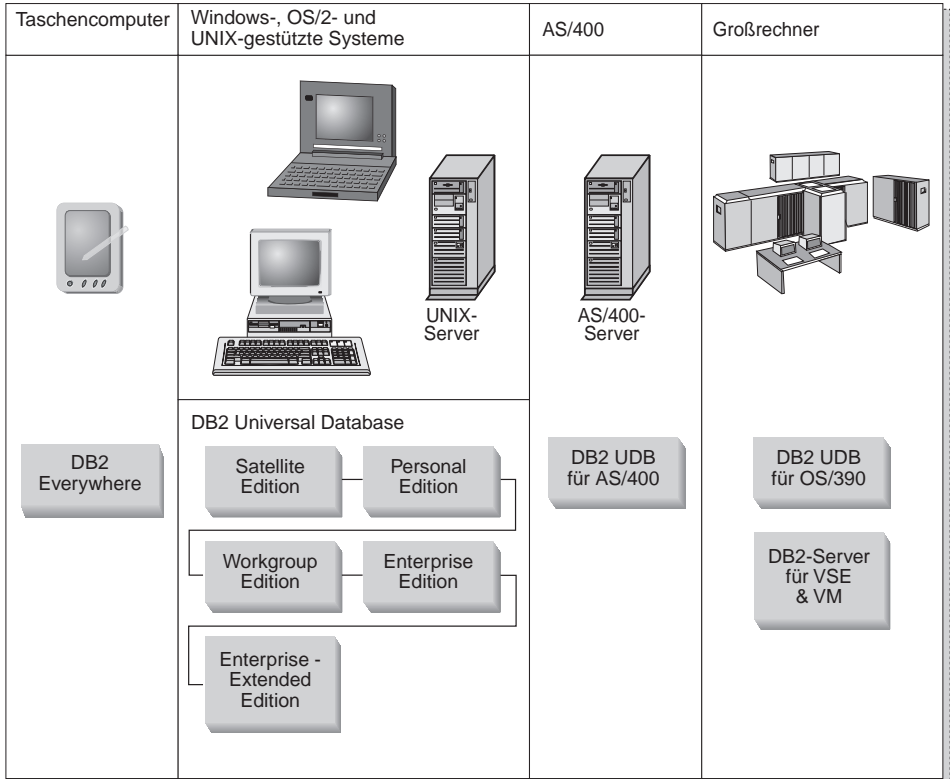 Taschencomputer
Windows-, OS/2- und
UNIX-gestützte Systeme
AS/400
Großrechner
UNIX-
Server
AS/400-
Server
DB2
Everywhere
DB2 Universal Database
Satellite
Edition
Personal
Edition
Workgroup
Edition
Enterprise
Edition
Enterprise -
Extended
Edition
DB2 UDB
für AS/400
DB2 UDB
für OS/390
DB2-Server
für VSE
& VM